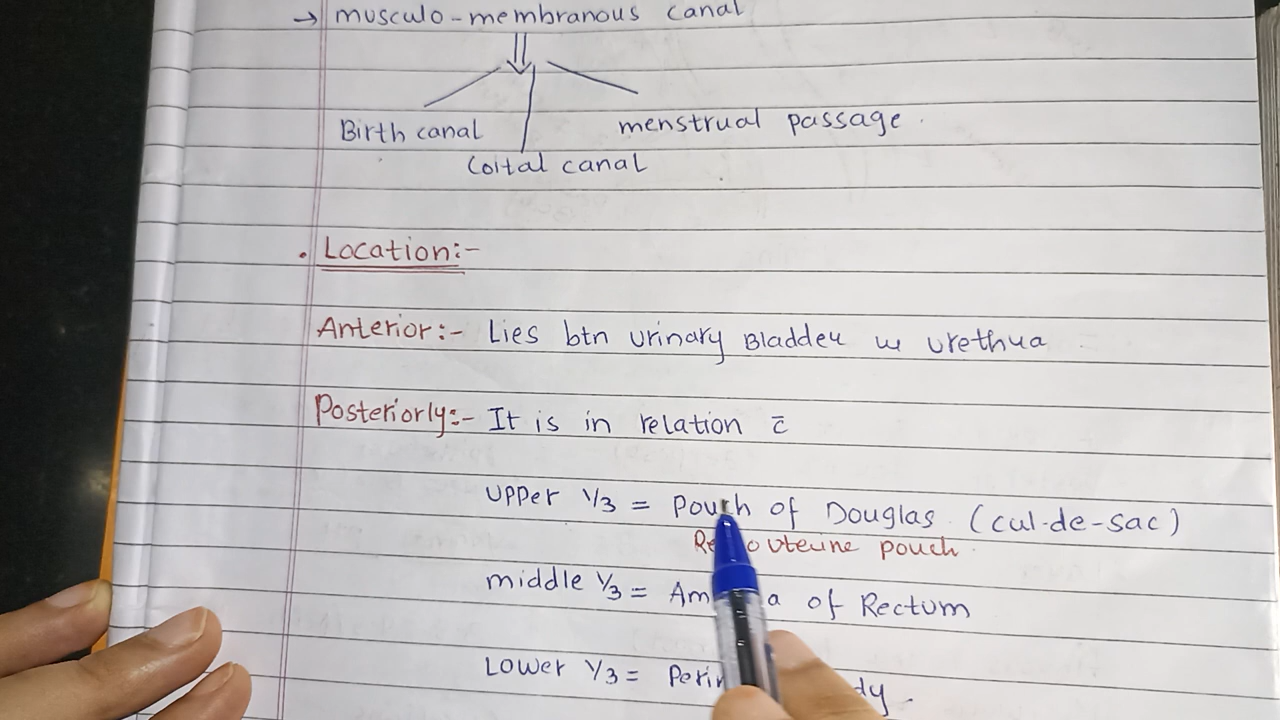 → musculo-membranous canal
Birth canal
menstrual passage.
Coital canal
. Location:-
Anterior:- Lies btn urinary Bladder w urethra
Posteriorly:- It is in relation c̄
Upper 1/3 = pouch of Douglas. (cul-de-sac)
uterine pouch.
middle 1/3 = of Rectum
Lower 1/3 =